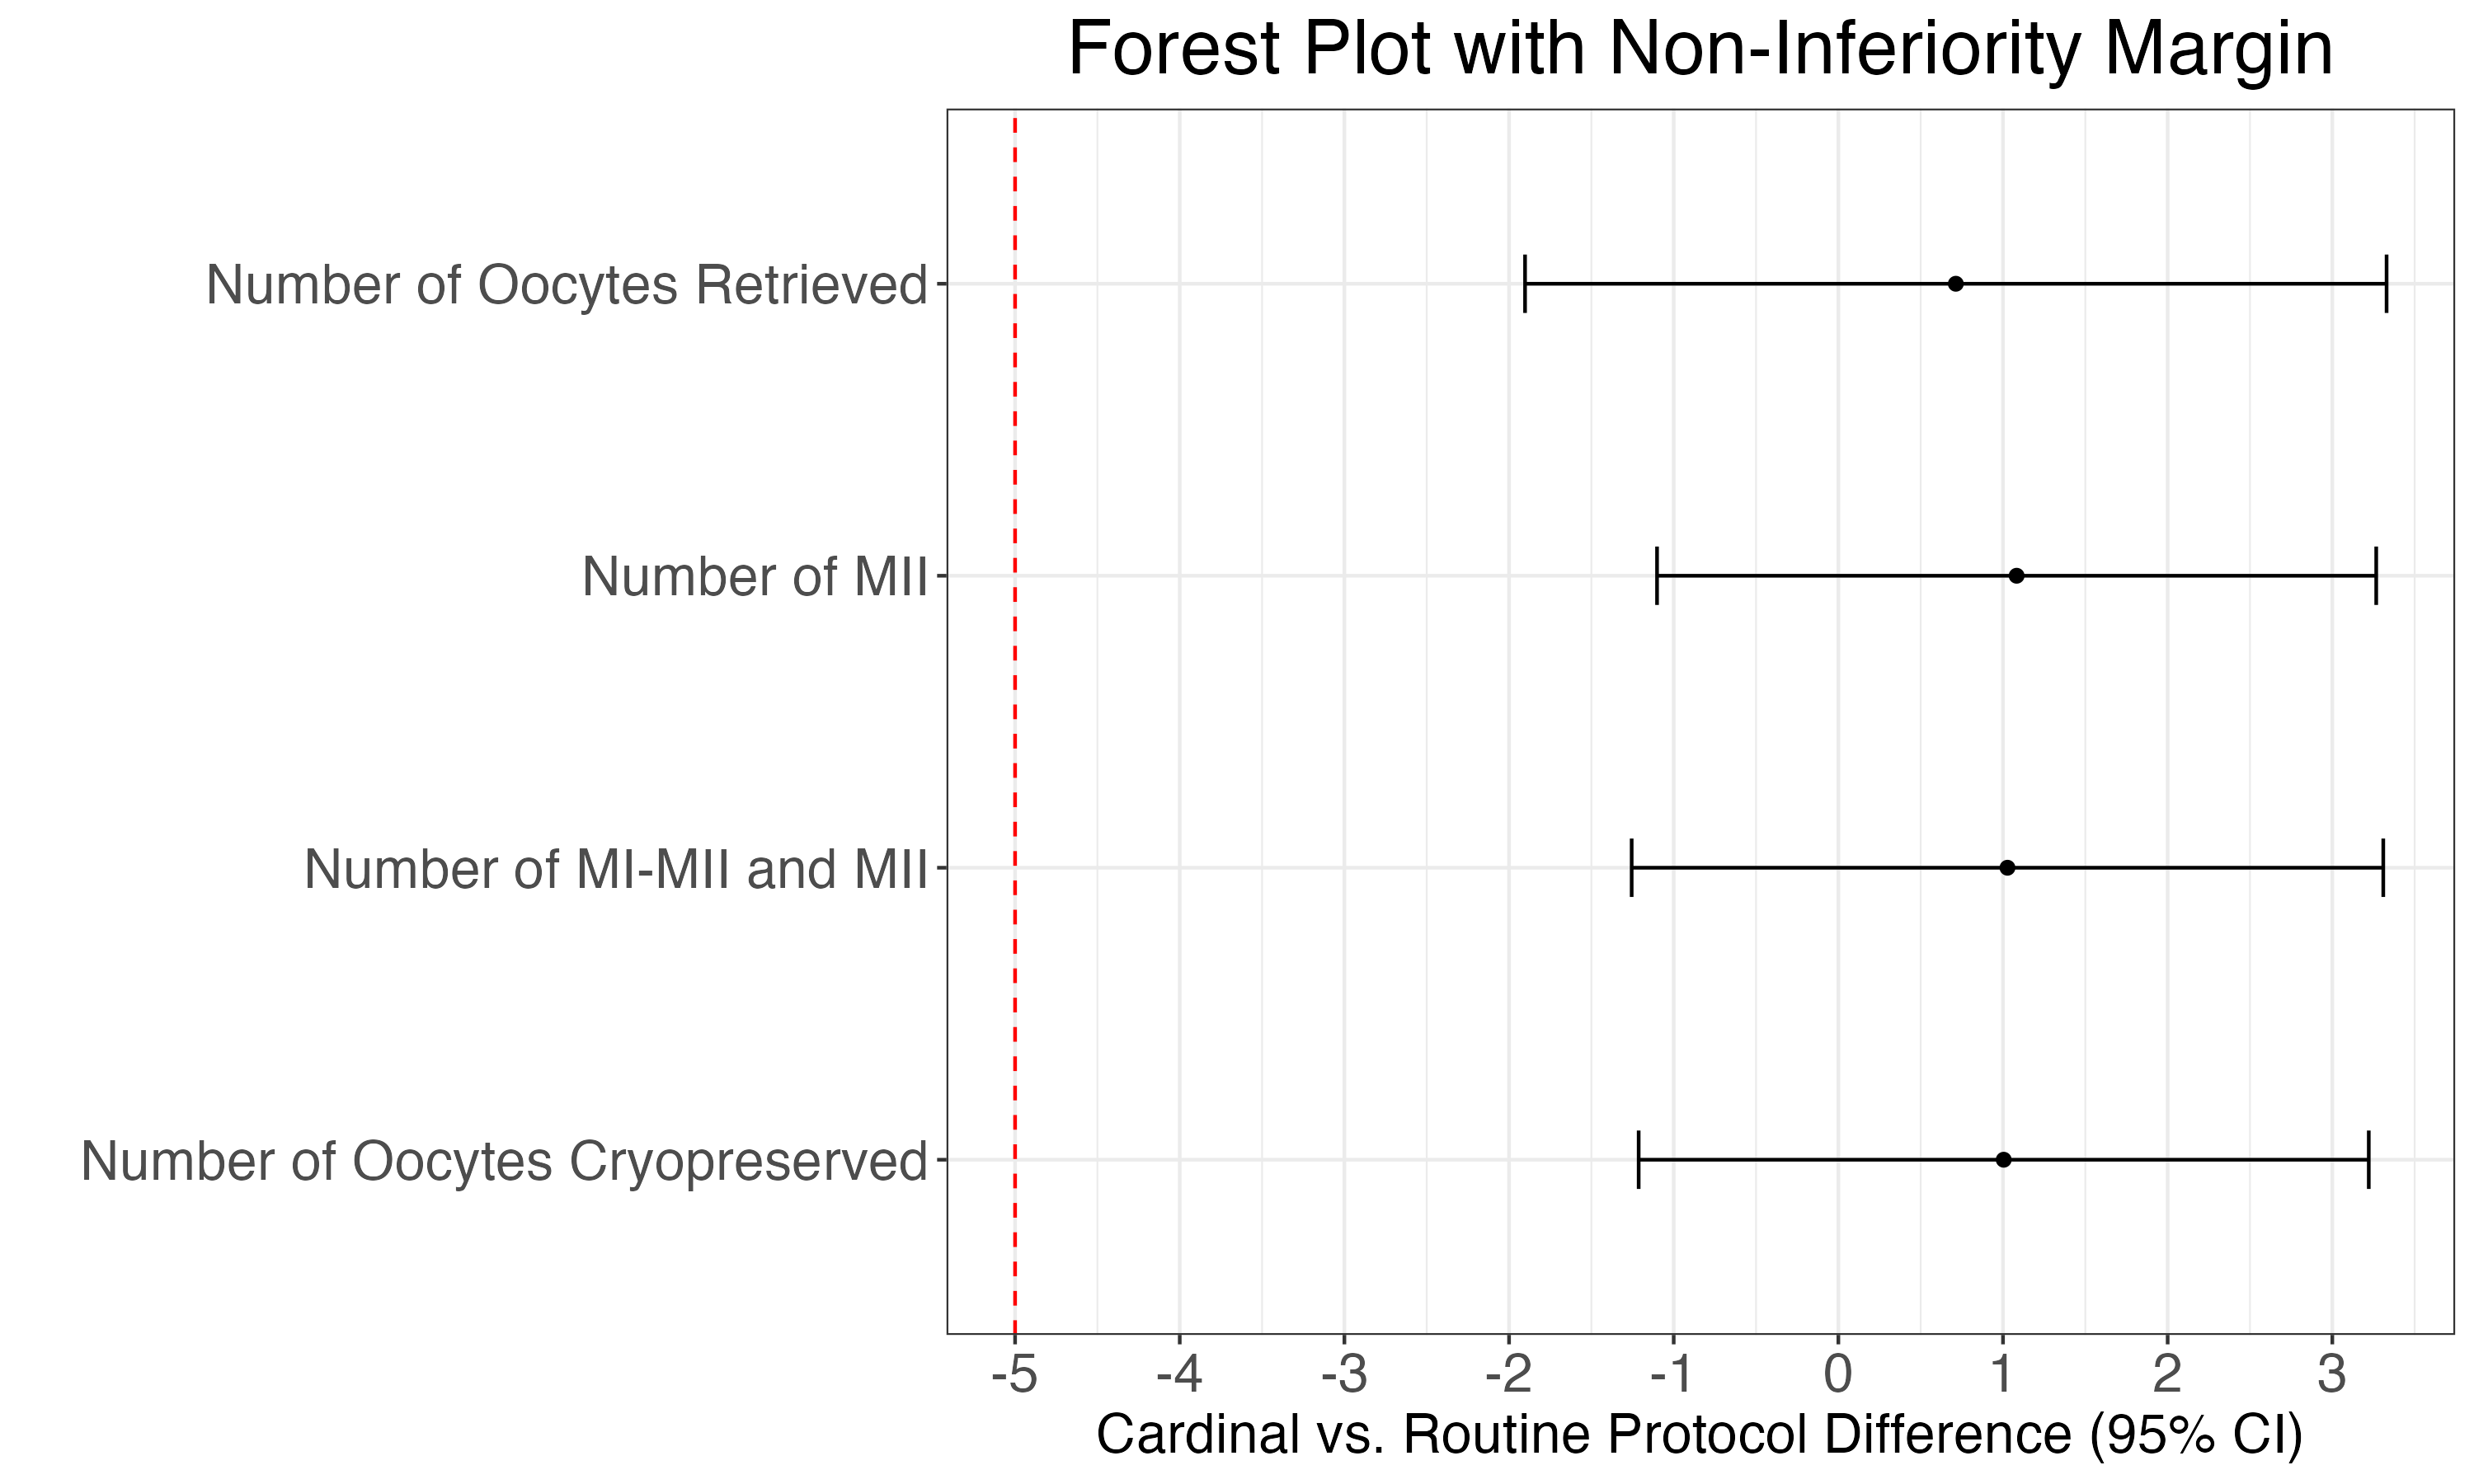 Forest Plot with Non-Inferiority Margin
Number of Oocytes Retrieved
Number of MII
Number of MI-MII and MII
Number of Oocytes Cryopreserved
-5 -4 -3 -2 -1 0 1 2 3
Cardinal vs. Routine Protocol Difference (95% CI)